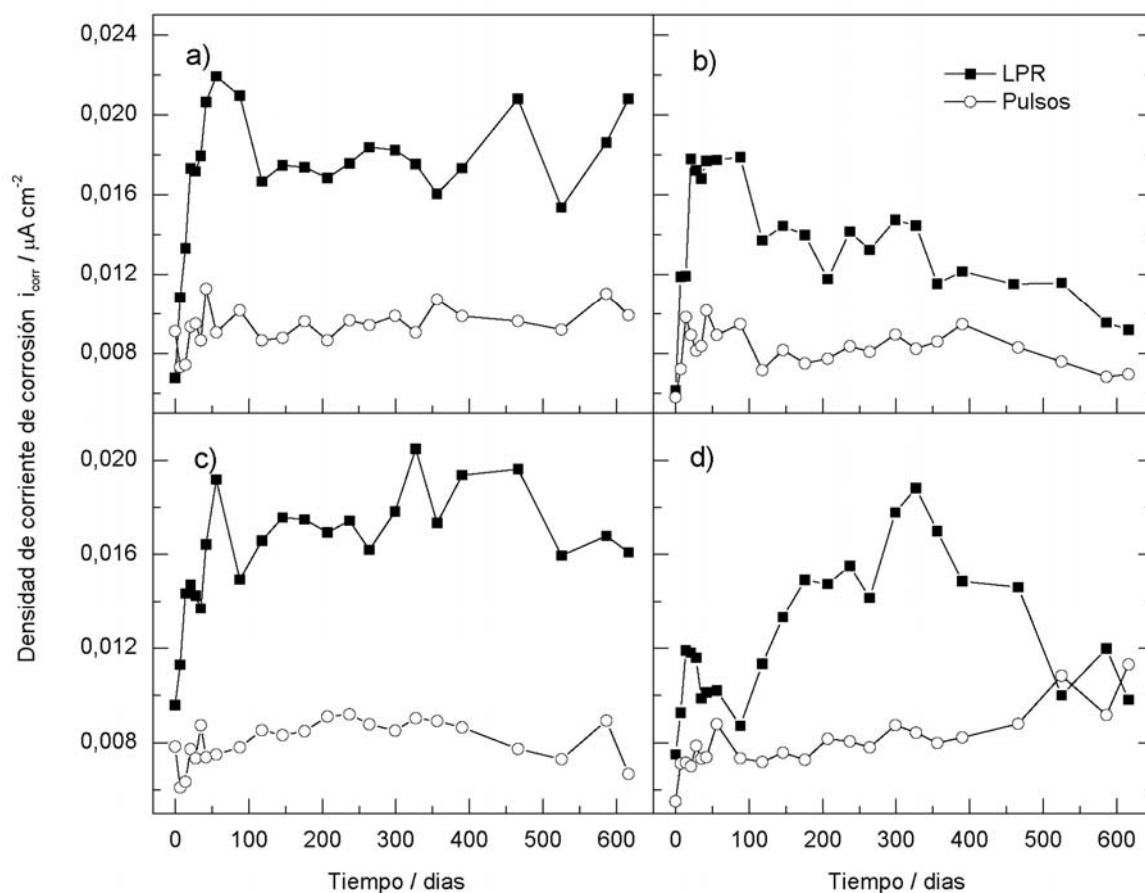 Densidad de corriente de corrosión i_corr / μA cm⁻²
0,024
0,020
0,016
0,012
0,008
a)
b)
LPR
Pulsos
0,020
0,016
0,012
0,008
c)
d)
0 100 200 300 400 500 600
0 100 200 300 400 500 600
Tiempo / dias
Tiempo / dias